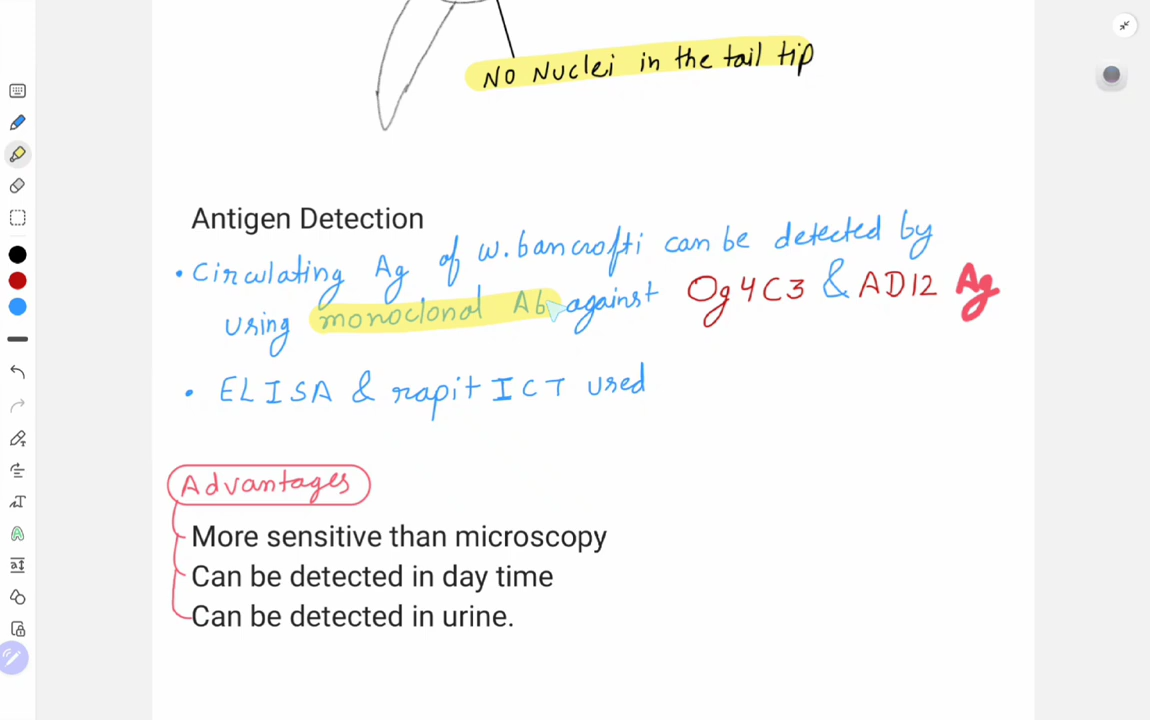 NO Nuclei in the tail tip
Antigen Detection
• Circulating Ag of w.bancrofti can be detected by
using monoclonal Ab against Og4C3 & AD12 Ag
• ELISA & rapit ICT used
Advantages
More sensitive than microscopy
Can be detected in day time
Can be detected in urine.